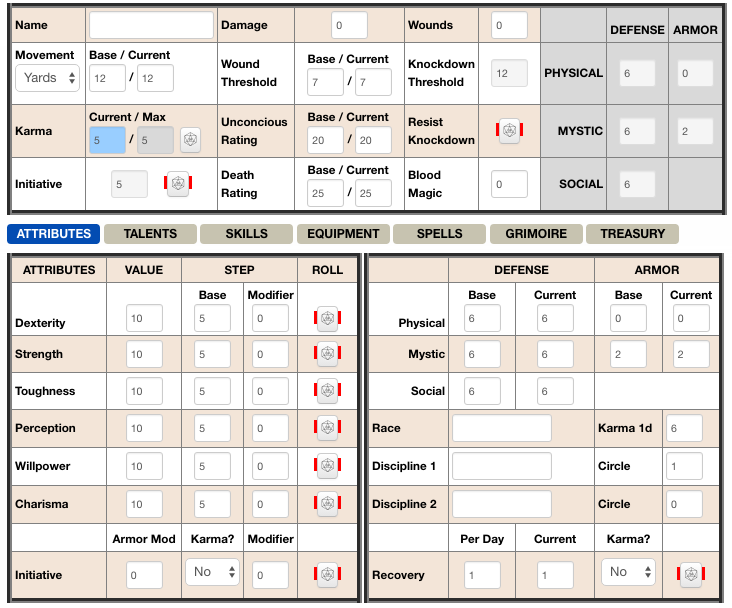 Name Damage 0 Wounds 0 DEFENSE ARMOR
Movement Base / Current Base / Current
Yards 12 / 12 Wound Threshold 7 / 7 Knockdown Threshold 12 PHYSICAL 6 0
Current / Max Base / Current
Karma 5 / 5 Unconcious Rating 20 / 20 Resist Knockdown MYSTIC 6 2
Base / Current
Initiative 5 Death Rating 25 / 25 Blood Magic 0 SOCIAL 6
ATTRIBUTES TALENTS SKILLS EQUIPMENT SPELLS GRIMOIRE TREASURY
ATTRIBUTES VALUE STEP ROLL
Base Modifier
Dexterity 10 5 0
Strength 10 5 0
Toughness 10 5 0
Perception 10 5 0
Willpower 10 5 0
Charisma 10 5 0
Armor Mod Karma? Modifier
Initiative 0 No 0
DEFENSE ARMOR
Base Current Base Current
Physical 6 6 0 0
Mystic 6 6 2 2
Social 6 6
Race Karma 1d 6
Discipline 1 Circle 1
Discipline 2 Circle 0
Per Day Current Karma?
Recovery 1 1 No